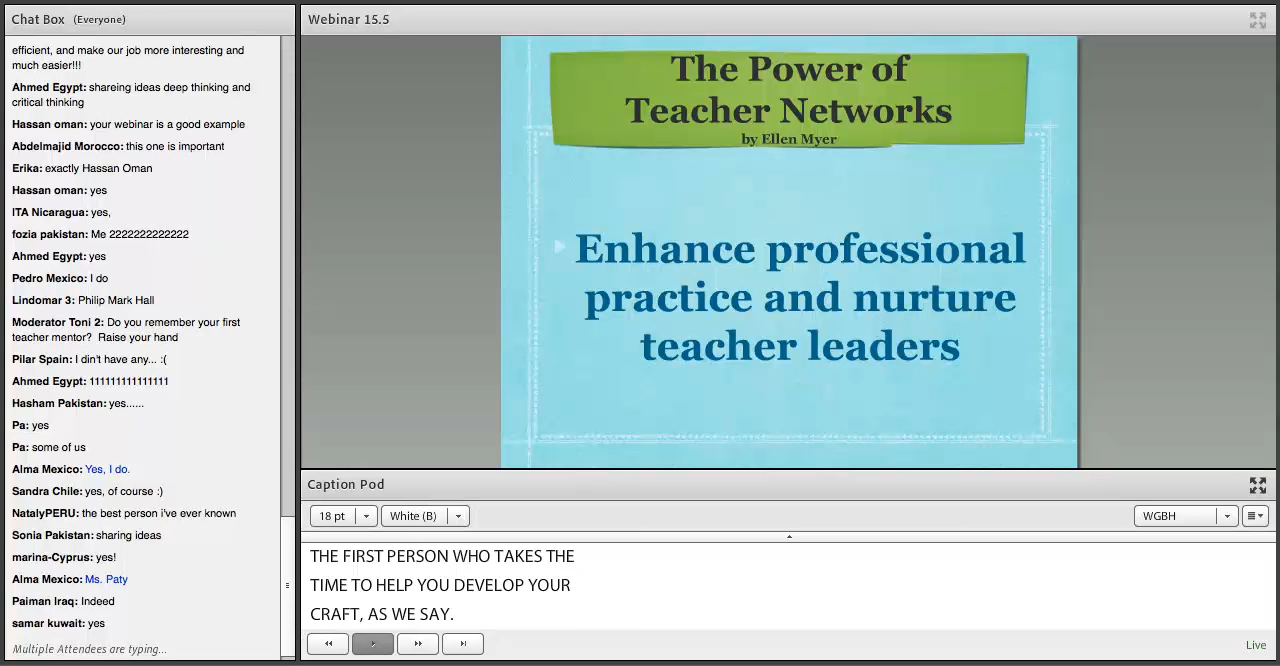 Chat Box (Everyone)
efficient, and make our job more interesting and
much easier!!!
Ahmed Egypt: shareing ideas deep thinking and
critical thinking
Hassan oman: your webinar is a good example
Abdelmajid Morocco: this one is important
Erika: exactly Hassan Oman
Hassan oman: yes
ITA Nicaragua: yes,
fozia pakistan: Me 2222222222222
Ahmed Egypt: yes
Pedro Mexico: I do
Lindomar 3: Philip Mark Hall
Moderator Toni 2: Do you remember your first
teacher mentor? Raise your hand
Pilar Spain: I din't have any... :(
Ahmed Egypt: 111111111111111
Hasham Pakistan: yes......
Pa: yes
Pa: some of us
Alma Mexico: Yes, I do.
Sandra Chile: yes, of course :)
NatalyPERU: the best person i've ever known
Sonia Pakistan: sharing ideas
marina-Cyprus: yes!
Alma Mexico: Ms. Paty
Paiman Iraq: Indeed
samar kuwait: yes
Multiple Attendees are typing...
Webinar 15.5
The Power of
Teacher Networks
by Ellen Myer
Enhance professional
practice and nurture
teacher leaders
Caption Pod
18 pt White (B) WGBH
THE FIRST PERSON WHO TAKES THE
TIME TO HELP YOU DEVELOP YOUR
CRAFT, AS WE SAY.
Live